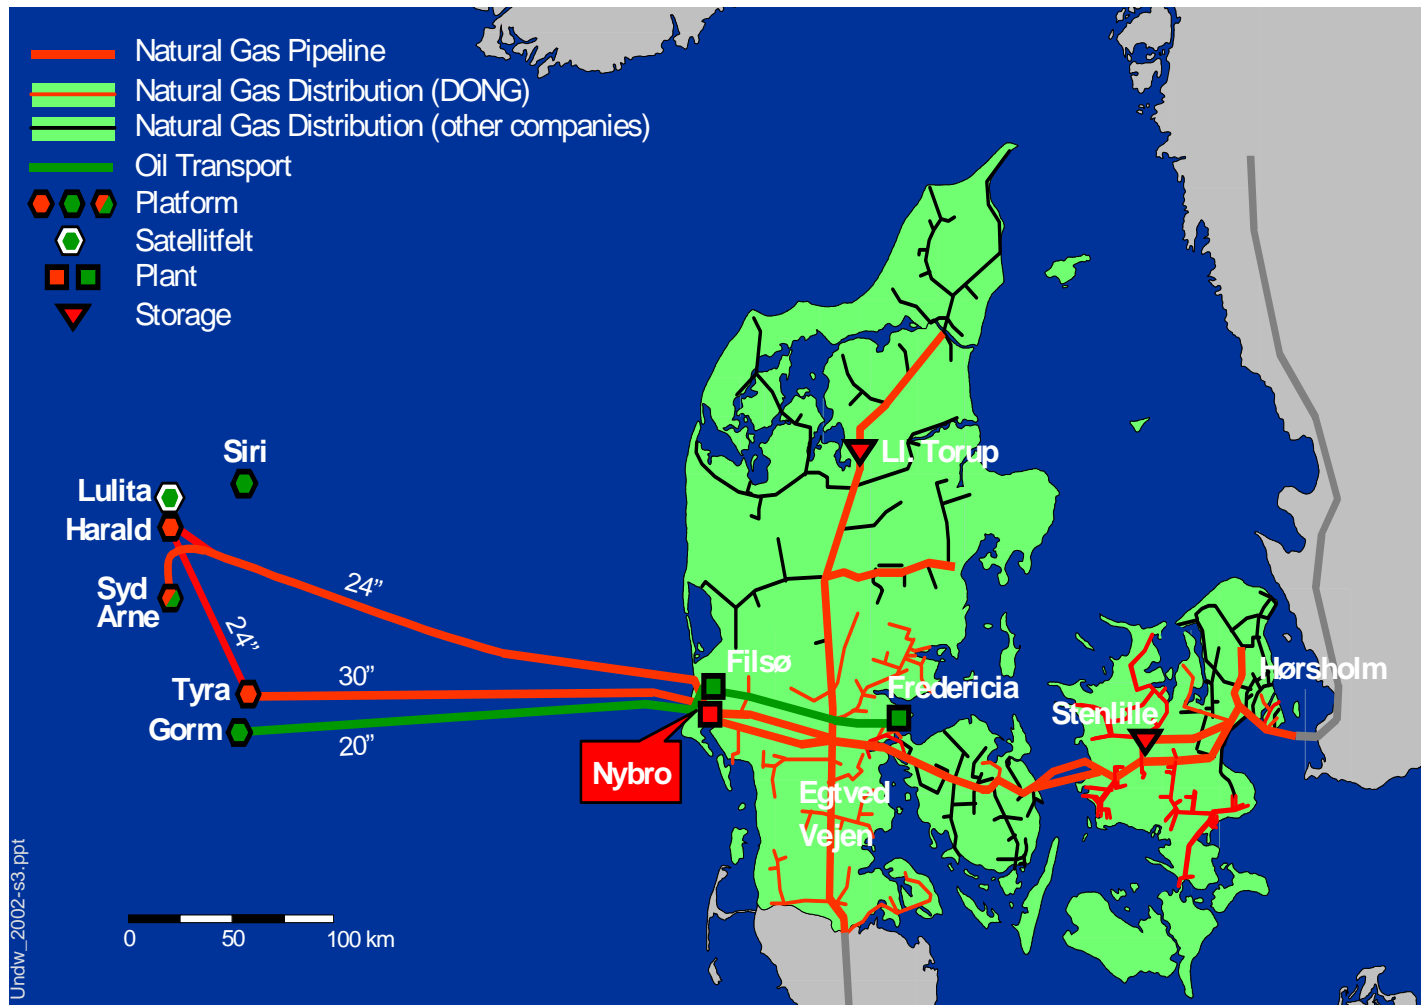 Natural Gas Pipeline
Natural Gas Distribution (DONG)
Natural Gas Distribution (other companies)
Oil Transport
Platform
Satellitfelt
Plant
Storage
Siri
Lulita
Harald
Syd
Arne
24”
24”
Tyra
30”
Gorm
20”
Ll. Torup
Filsø
Fredericia
Hørsholm
Stenlille
Nybro
Egtved
Vejen
0 50 100 km
Undw_2002-s3.ppt